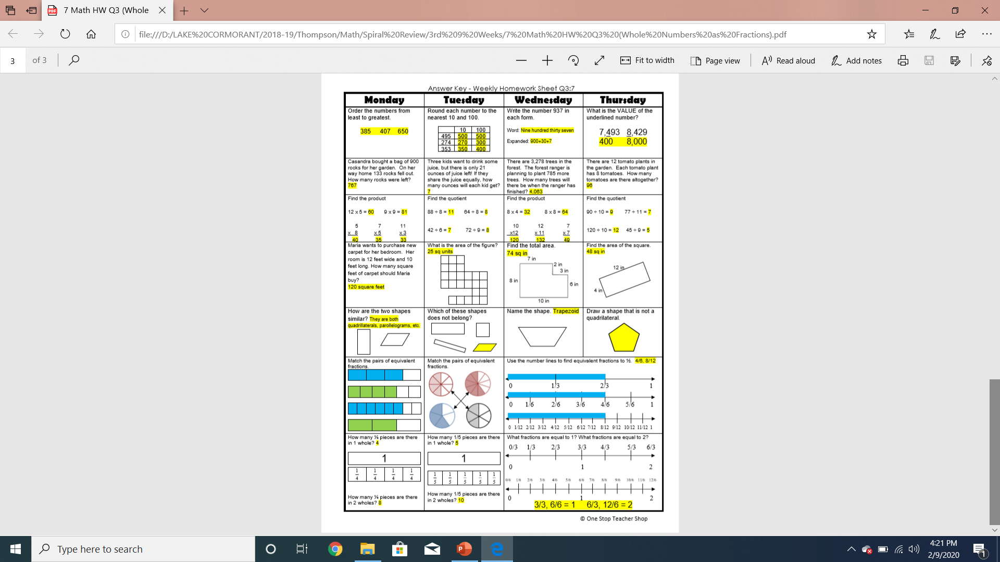 7 Math HW Q3 (Whole
file:///D:/LAKE%20CORMORANT/2018-19/Thompson/Math/Spiral%20Review/3rd%209%20Weeks/7%20Math%20HW%20Q3%20(Whole%20Numbers%20as%20Fractions).pdf
3 of 3
Fit to width
Page view
Read aloud
Add notes
Answer Key - Weekly Homework Sheet Q3:7
Monday
Tuesday
Wednesday
Thursday
Order the numbers from
least to greatest.
385 407 650
Round each number to the
nearest 10 and 100.
10 100
495 500 500
274 270 300
353 350 400
Write the number 937 in
each form.
Word: Nine hundred thirty seven
Expanded: 900+30+7
What is the VALUE of the
underlined number?
7,493 8,429
400 8,000
Casandra bought a bag of 900
rocks for her garden. On her
way home 133 rocks fell out.
How many rocks were left?
767
Three kids want to drink some
juice, but there is only 21
ounces of juice left! If they
share the juice equally, how
many ounces will each kid get?
7
There are 3,278 trees in the
forest. The forest ranger is
planning to plant 785 more
trees. How many trees will
there be when the ranger has
finished? 4,063
There are 12 tomato plants in
the garden. Each tomato plant
has 8 tomatoes. How many
tomatoes are there altogether?
96
Find the product
12 x 5 = 60 9 x 9 = 81
5 7 11
x 8 x 5 x 3
40 35 33
Find the quotient
88 ÷ 8 = 11 64 ÷ 8 = 8
42 ÷ 6 = 7 72 ÷ 9 = 8
Find the product
8 x 4 = 32 8 x 8 = 64
10 12 7
x12 x 11 x 7
120 132 49
Find the quotient
90 ÷ 10 = 9 77 ÷ 11 = 7
120 ÷ 10 = 12 45 ÷ 9 = 5
Maria wants to purchase new
carpet for her bedroom. Her
room is 12 feet wide and 10
feet long. How many square
feet of carpet should Maria
buy?
120 square feet
What is the area of the figure?
25 sq units
Find the total area.
74 sq in
7 in
2 in
3 in
8 in
6 in
10 in
Find the area of the square.
48 sq in
12 in
4 in
How are the two shapes
similar? They are both
quadrillaterals, parollelograms, etc.
Which of these shapes
does not belong?
Name the shape. Trapezoid
Draw a shape that is not a
quadrilateral.
Match the pairs of equivalent
fractions.
Match the pairs of equivalent
fractions.
Use the number lines to find equivalent fractions to ⅔. 4/6, 8/12
0 1/3 2/3 1
0 1/6 2/6 3/6 4/6 5/6 1
0 1/12 2/12 3/12 4/12 5/12 6/12 7/12 8/12 9/12 10/12 11/12 1
How many ¼ pieces are there
in 1 whole? 4
1
1/4 1/4 1/4 1/4
How many ¼ pieces are there
in 2 wholes? 8
How many 1/5 pieces are there
in 1 whole? 5
1
1/5 1/5 1/5 1/5 1/5
How many 1/5 pieces are there
in 2 wholes? 10
What fractions are equal to 1? What fractions are equal to 2?
0/3 1/3 2/3 3/3 4/3 5/3 6/3
0 1 2
0/6 1/6 2/6 3/6 4/6 5/6 6/6 7/6 8/6 9/6 10/6 11/6 12/6
0 1 2
3/3, 6/6 = 1 6/3, 12/6 = 2
© One Stop Teacher Shop
Type here to search
4:21 PM
2/9/2020
1